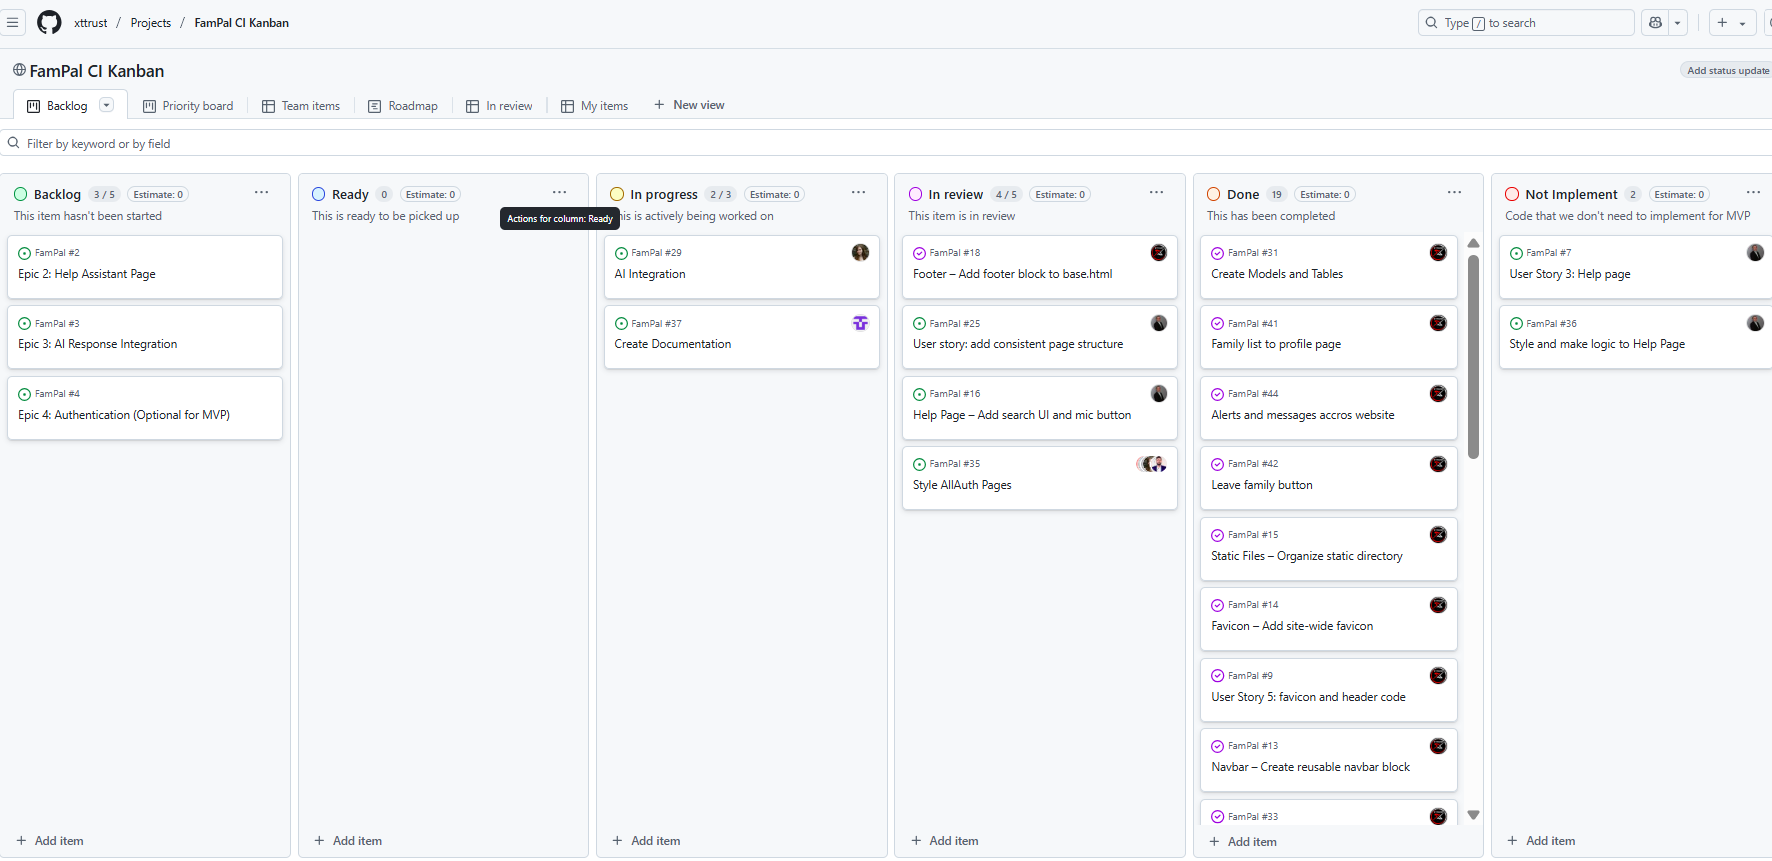 xttrust / Projects / FamPal CI Kanban
Type / to search
FamPal CI Kanban
Add status update
Backlog
Priority board
Team items
Roadmap
In review
My items
New view
Filter by keyword or by field
Backlog 3 / 5 Estimate: 0
This item hasn't been started
FamPal #2
Epic 2: Help Assistant Page
FamPal #3
Epic 3: AI Response Integration
FamPal #4
Epic 4: Authentication (Optional for MVP)
Add item
Ready 0 Estimate: 0
This is ready to be picked up
Actions for column: Ready
Add item
In progress 2 / 3 Estimate: 0
is is actively being worked on
FamPal #29
AI Integration
FamPal #37
Create Documentation
Add item
In review 4 / 5 Estimate: 0
This item is in review
FamPal #18
Footer – Add footer block to base.html
FamPal #25
User story: add consistent page structure
FamPal #16
Help Page – Add search UI and mic button
FamPal #35
Style AllAuth Pages
Add item
Done 19 Estimate: 0
This has been completed
FamPal #31
Create Models and Tables
FamPal #41
Family list to profile page
FamPal #44
Alerts and messages accros website
FamPal #42
Leave family button
FamPal #15
Static Files – Organize static directory
FamPal #14
Favicon – Add site-wide favicon
FamPal #9
User Story 5: favicon and header code
FamPal #13
Navbar – Create reusable navbar block
FamPal #33
Add item
Not Implement 2 Estimate: 0
Code that we don't need to implement for MVP
FamPal #7
User Story 3: Help page
FamPal #36
Style and make logic to Help Page
Add item